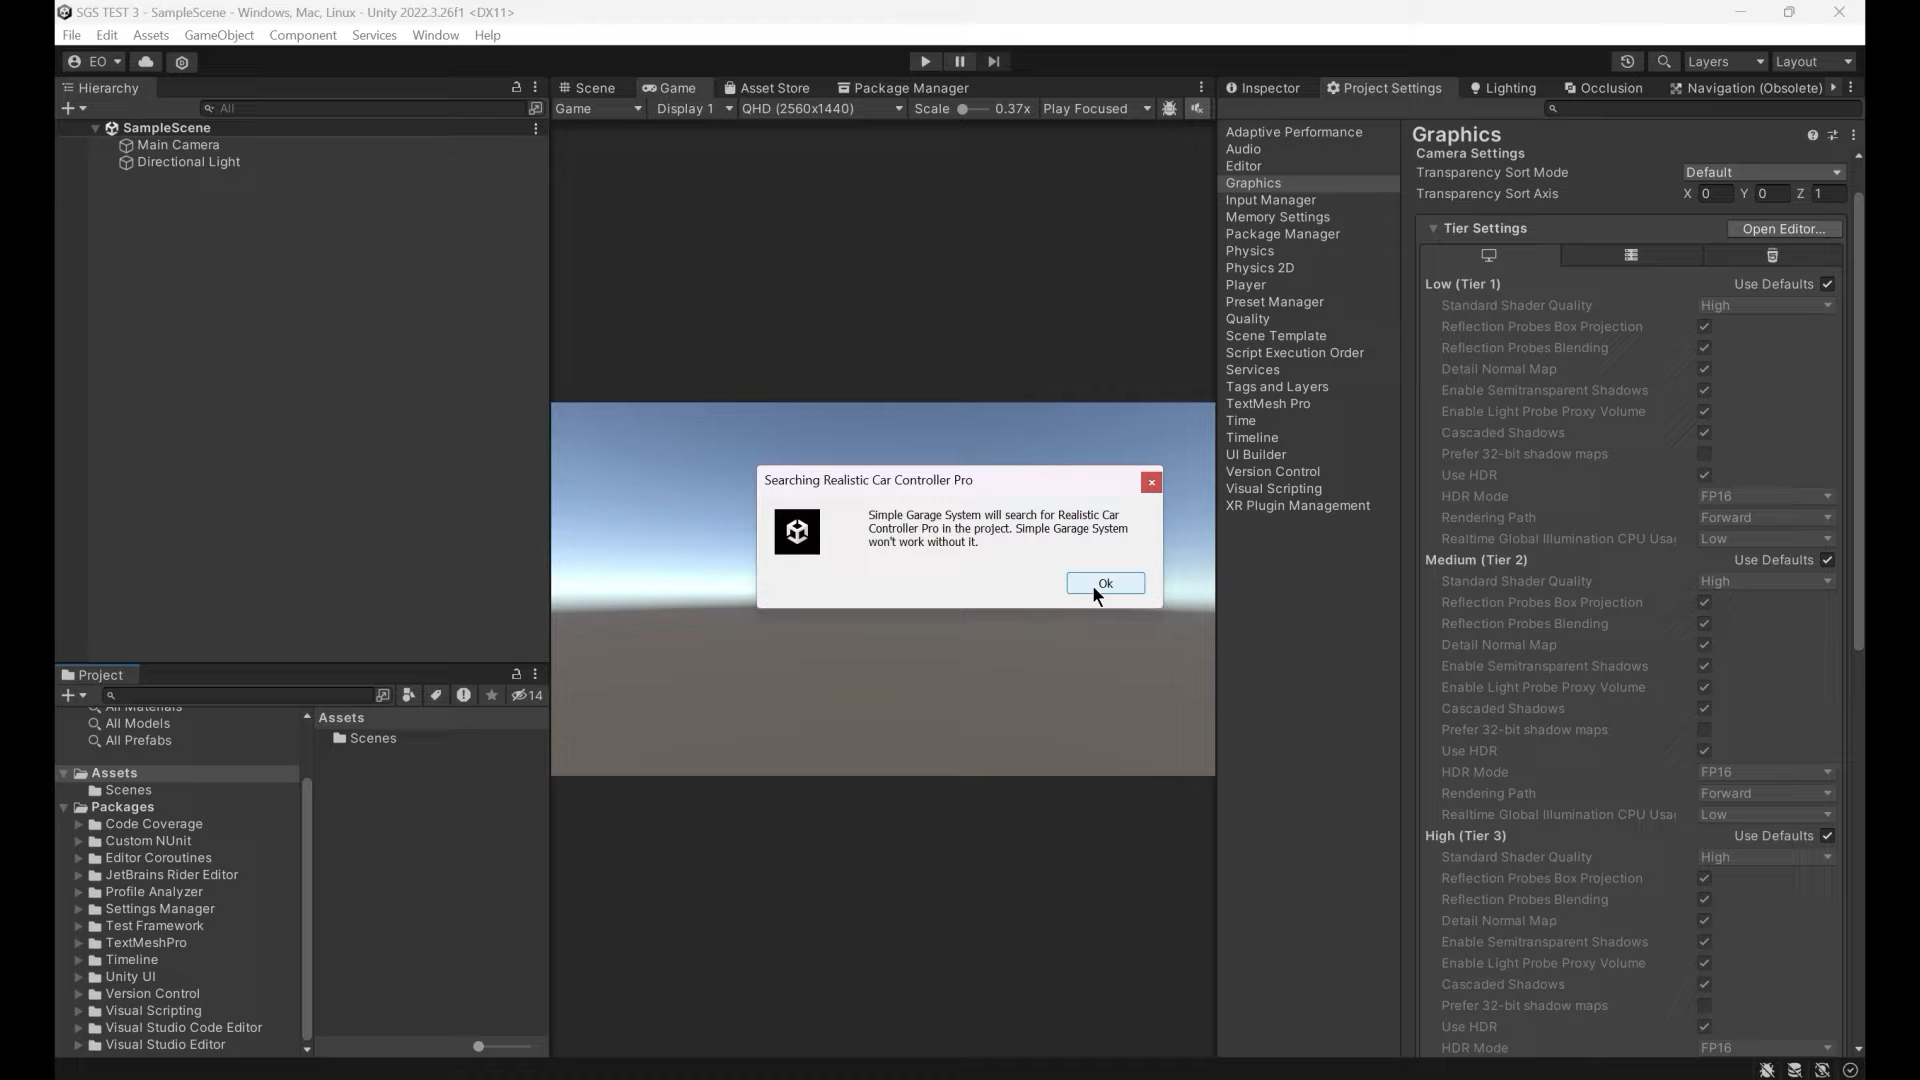 SGS TEST 3 - SampleScene - Windows, Mac, Linux - Unity 2022.3.26f1 <DX11>
File Edit Assets GameObject Component Services Window Help
EO Layers Layout
Hierarchy
All
SampleScene
Main Camera
Directional Light
Scene Game Asset Store Package Manager
Game Display 1 QHD (2560x1440) Scale 0.37x Play Focused
Searching Realistic Car Controller Pro
Simple Garage System will search for Realistic Car
Controller Pro in the project. Simple Garage System
won't work without it.
Ok
Project
14
All Materials
All Models
All Prefabs
Assets
Scenes
Packages
Code Coverage
Custom NUnit
Editor Coroutines
JetBrains Rider Editor
Profile Analyzer
Settings Manager
Test Framework
TextMeshPro
Timeline
Unity UI
Version Control
Visual Scripting
Visual Studio Code Editor
Visual Studio Editor
Assets
Scenes
Inspector Project Settings Lighting Occlusion Navigation (Obsolete)
Adaptive Performance
Audio
Editor
Graphics
Input Manager
Memory Settings
Package Manager
Physics
Physics 2D
Player
Preset Manager
Quality
Scene Template
Script Execution Order
Services
Tags and Layers
TextMesh Pro
Time
Timeline
UI Builder
Version Control
Visual Scripting
XR Plugin Management
Graphics
Camera Settings
Transparency Sort Mode Default
Transparency Sort Axis X 0 Y 0 Z 1
Tier Settings Open Editor...
Low (Tier 1) Use Defaults
Standard Shader Quality High
Reflection Probes Box Projection
Reflection Probes Blending
Detail Normal Map
Enable Semitransparent Shadows
Enable Light Probe Proxy Volume
Cascaded Shadows
Prefer 32-bit shadow maps
Use HDR
HDR Mode FP16
Rendering Path Forward
Realtime Global Illumination CPU Usa Low
Medium (Tier 2) Use Defaults
Standard Shader Quality High
Reflection Probes Box Projection
Reflection Probes Blending
Detail Normal Map
Enable Semitransparent Shadows
Enable Light Probe Proxy Volume
Cascaded Shadows
Prefer 32-bit shadow maps
Use HDR
HDR Mode FP16
Rendering Path Forward
Realtime Global Illumination CPU Usa Low
High (Tier 3) Use Defaults
Standard Shader Quality High
Reflection Probes Box Projection
Reflection Probes Blending
Detail Normal Map
Enable Semitransparent Shadows
Enable Light Probe Proxy Volume
Cascaded Shadows
Prefer 32-bit shadow maps
Use HDR
HDR Mode FP16